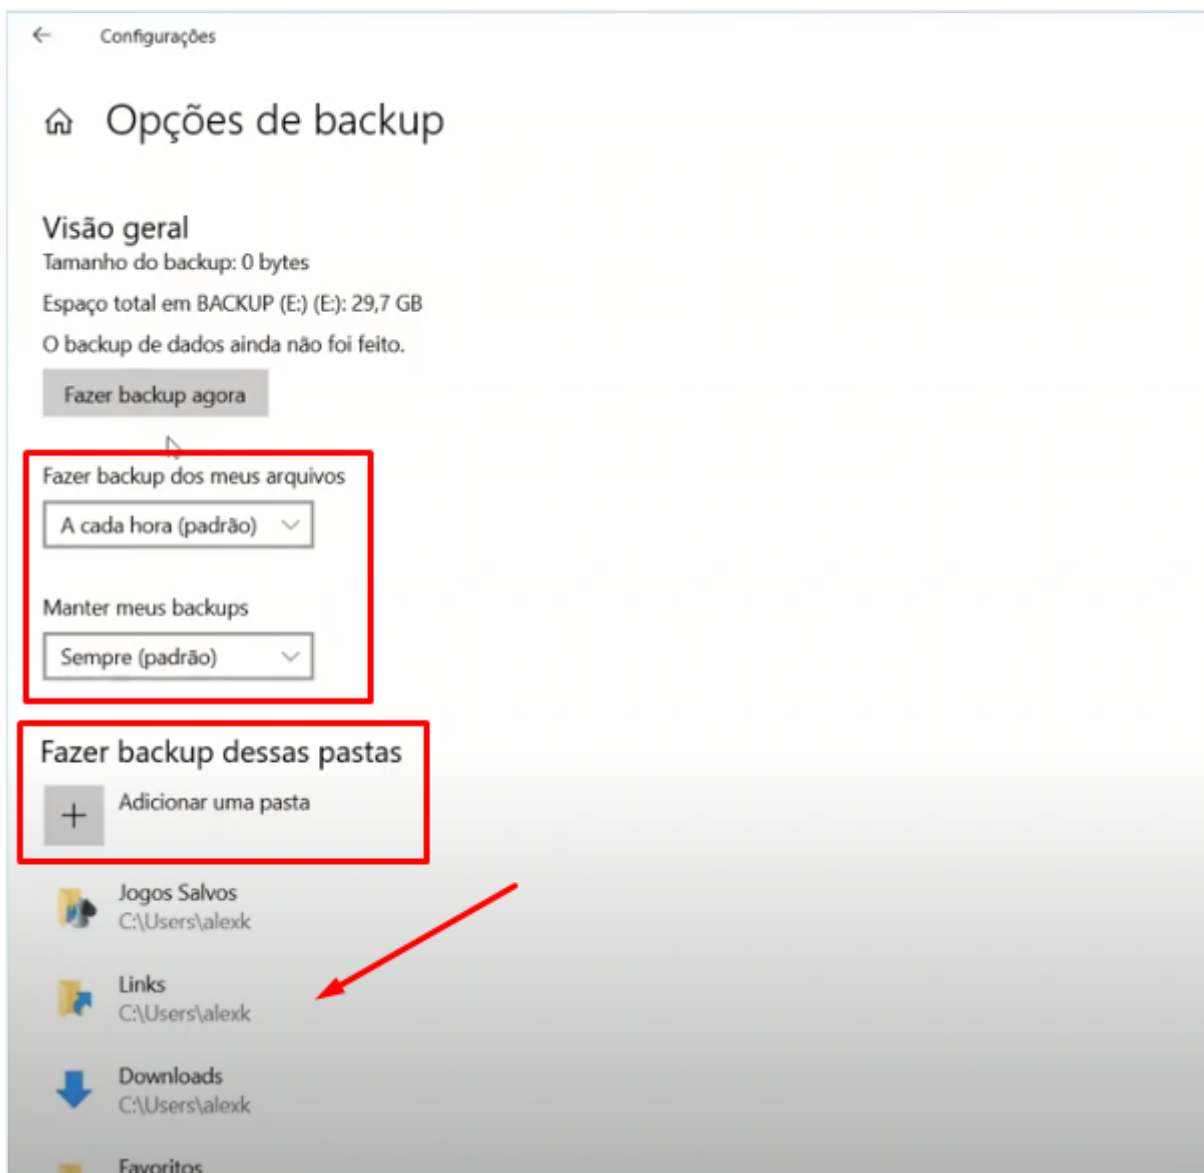 Configurações
Opções de backup
Visão geral
Tamanho do backup: 0 bytes
Espaço total em BACKUP (E:) (E:): 29,7 GB
O backup de dados ainda não foi feito.
Fazer backup agora
Fazer backup dos meus arquivos
A cada hora (padrão)
Manter meus backups
Sempre (padrão)
Fazer backup dessas pastas
Adicionar uma pasta
Jogos Salvos
C:\Users\alexk
Links
C:\Users\alexk
Downloads
C:\Users\alexk
Favoritos